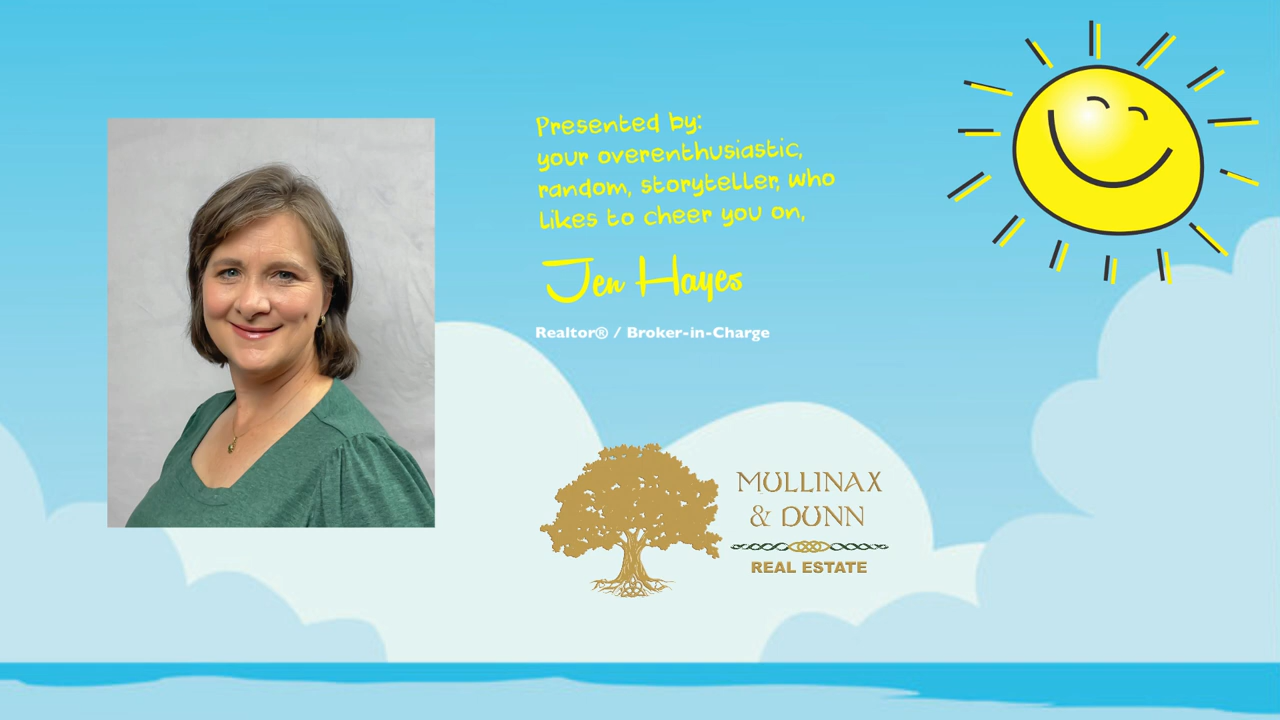 Presented by:
your overenthusiastic,
random, storyteller, who
likes to cheer you on,
Jen Hayes
Realtor® / Broker-in-Charge
MULLINAX
& DUNN
REAL ESTATE